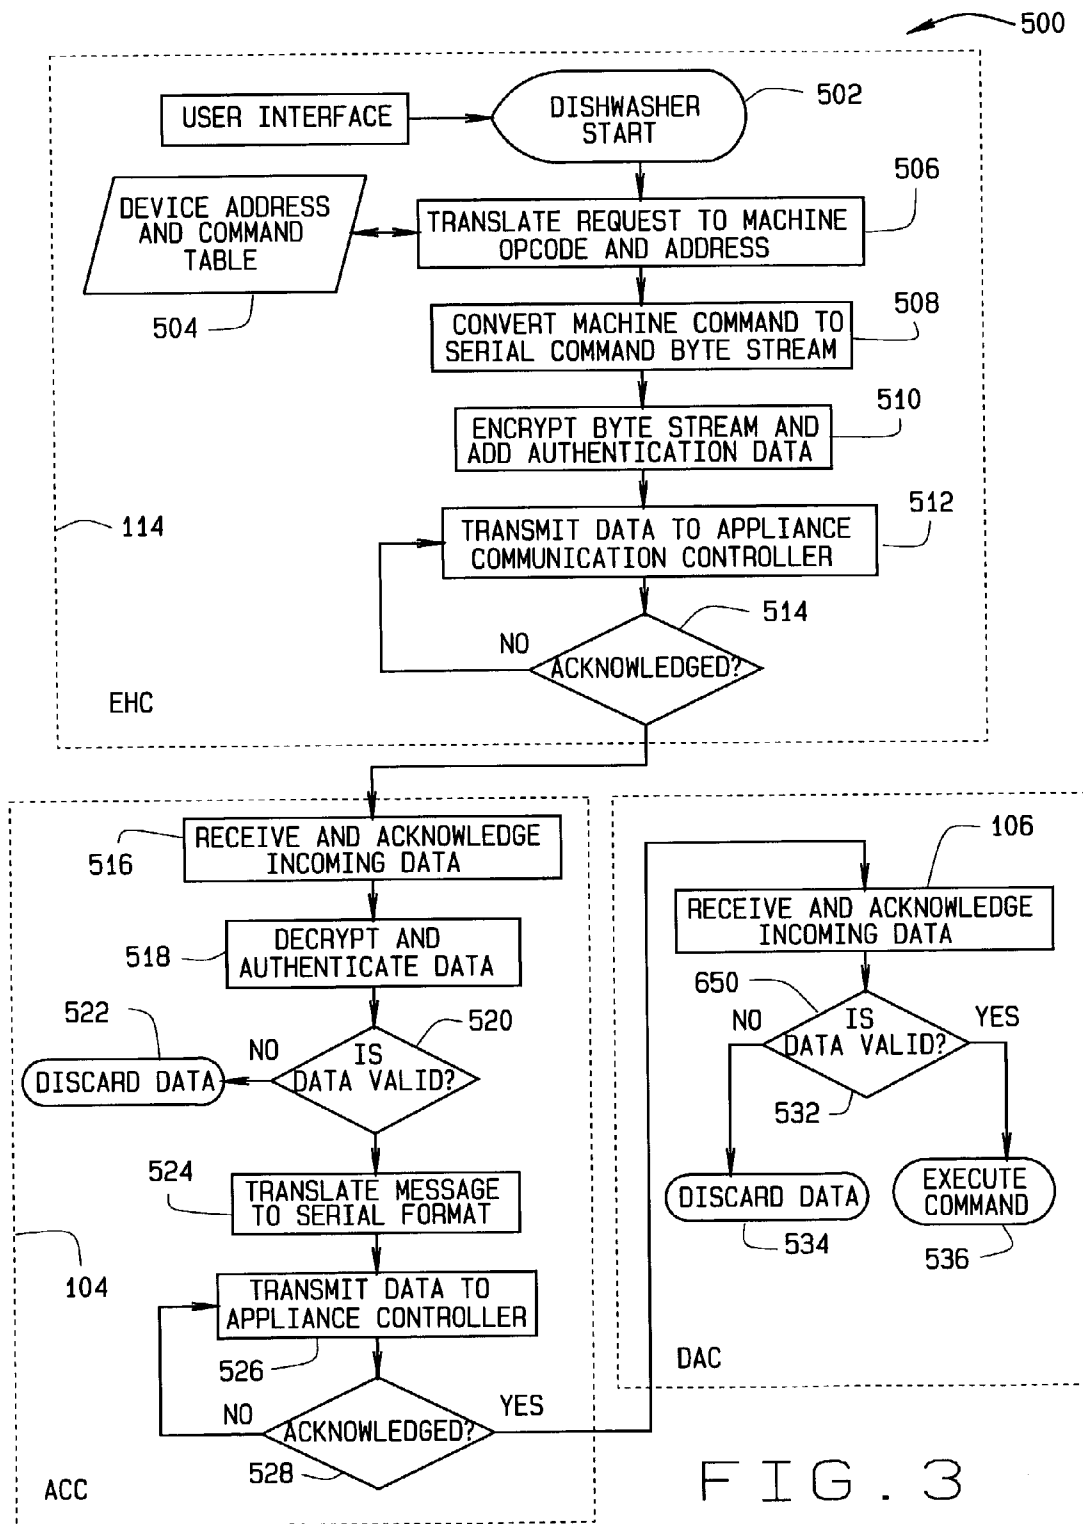 500
USER INTERFACE
DISHWASHER
START
502
DEVICE ADDRESS
AND COMMAND
TABLE
504
TRANSLATE REQUEST TO MACHINE
OPCODE AND ADDRESS
506
CONVERT MACHINE COMMAND TO
SERIAL COMMAND BYTE STREAM
508
ENCRYPT BYTE STREAM AND
ADD AUTHENTICATION DATA
510
114
TRANSMIT DATA TO APPLIANCE
COMMUNICATION CONTROLLER
512
514
NO
ACKNOWLEDGED?
EHC
RECEIVE AND ACKNOWLEDGE
INCOMING DATA
516
DECRYPT AND
AUTHENTICATE DATA
518
522
520
NO
IS
DATA VALID?
DISCARD DATA
524
TRANSLATE MESSAGE
TO SERIAL FORMAT
104
TRANSMIT DATA TO
APPLIANCE CONTROLLER
526
NO
ACKNOWLEDGED?
YES
528
ACC
106
RECEIVE AND ACKNOWLEDGE
INCOMING DATA
650
NO
IS
DATA VALID?
YES
532
DISCARD DATA
534
EXECUTE
COMMAND
536
DAC
FIG. 3